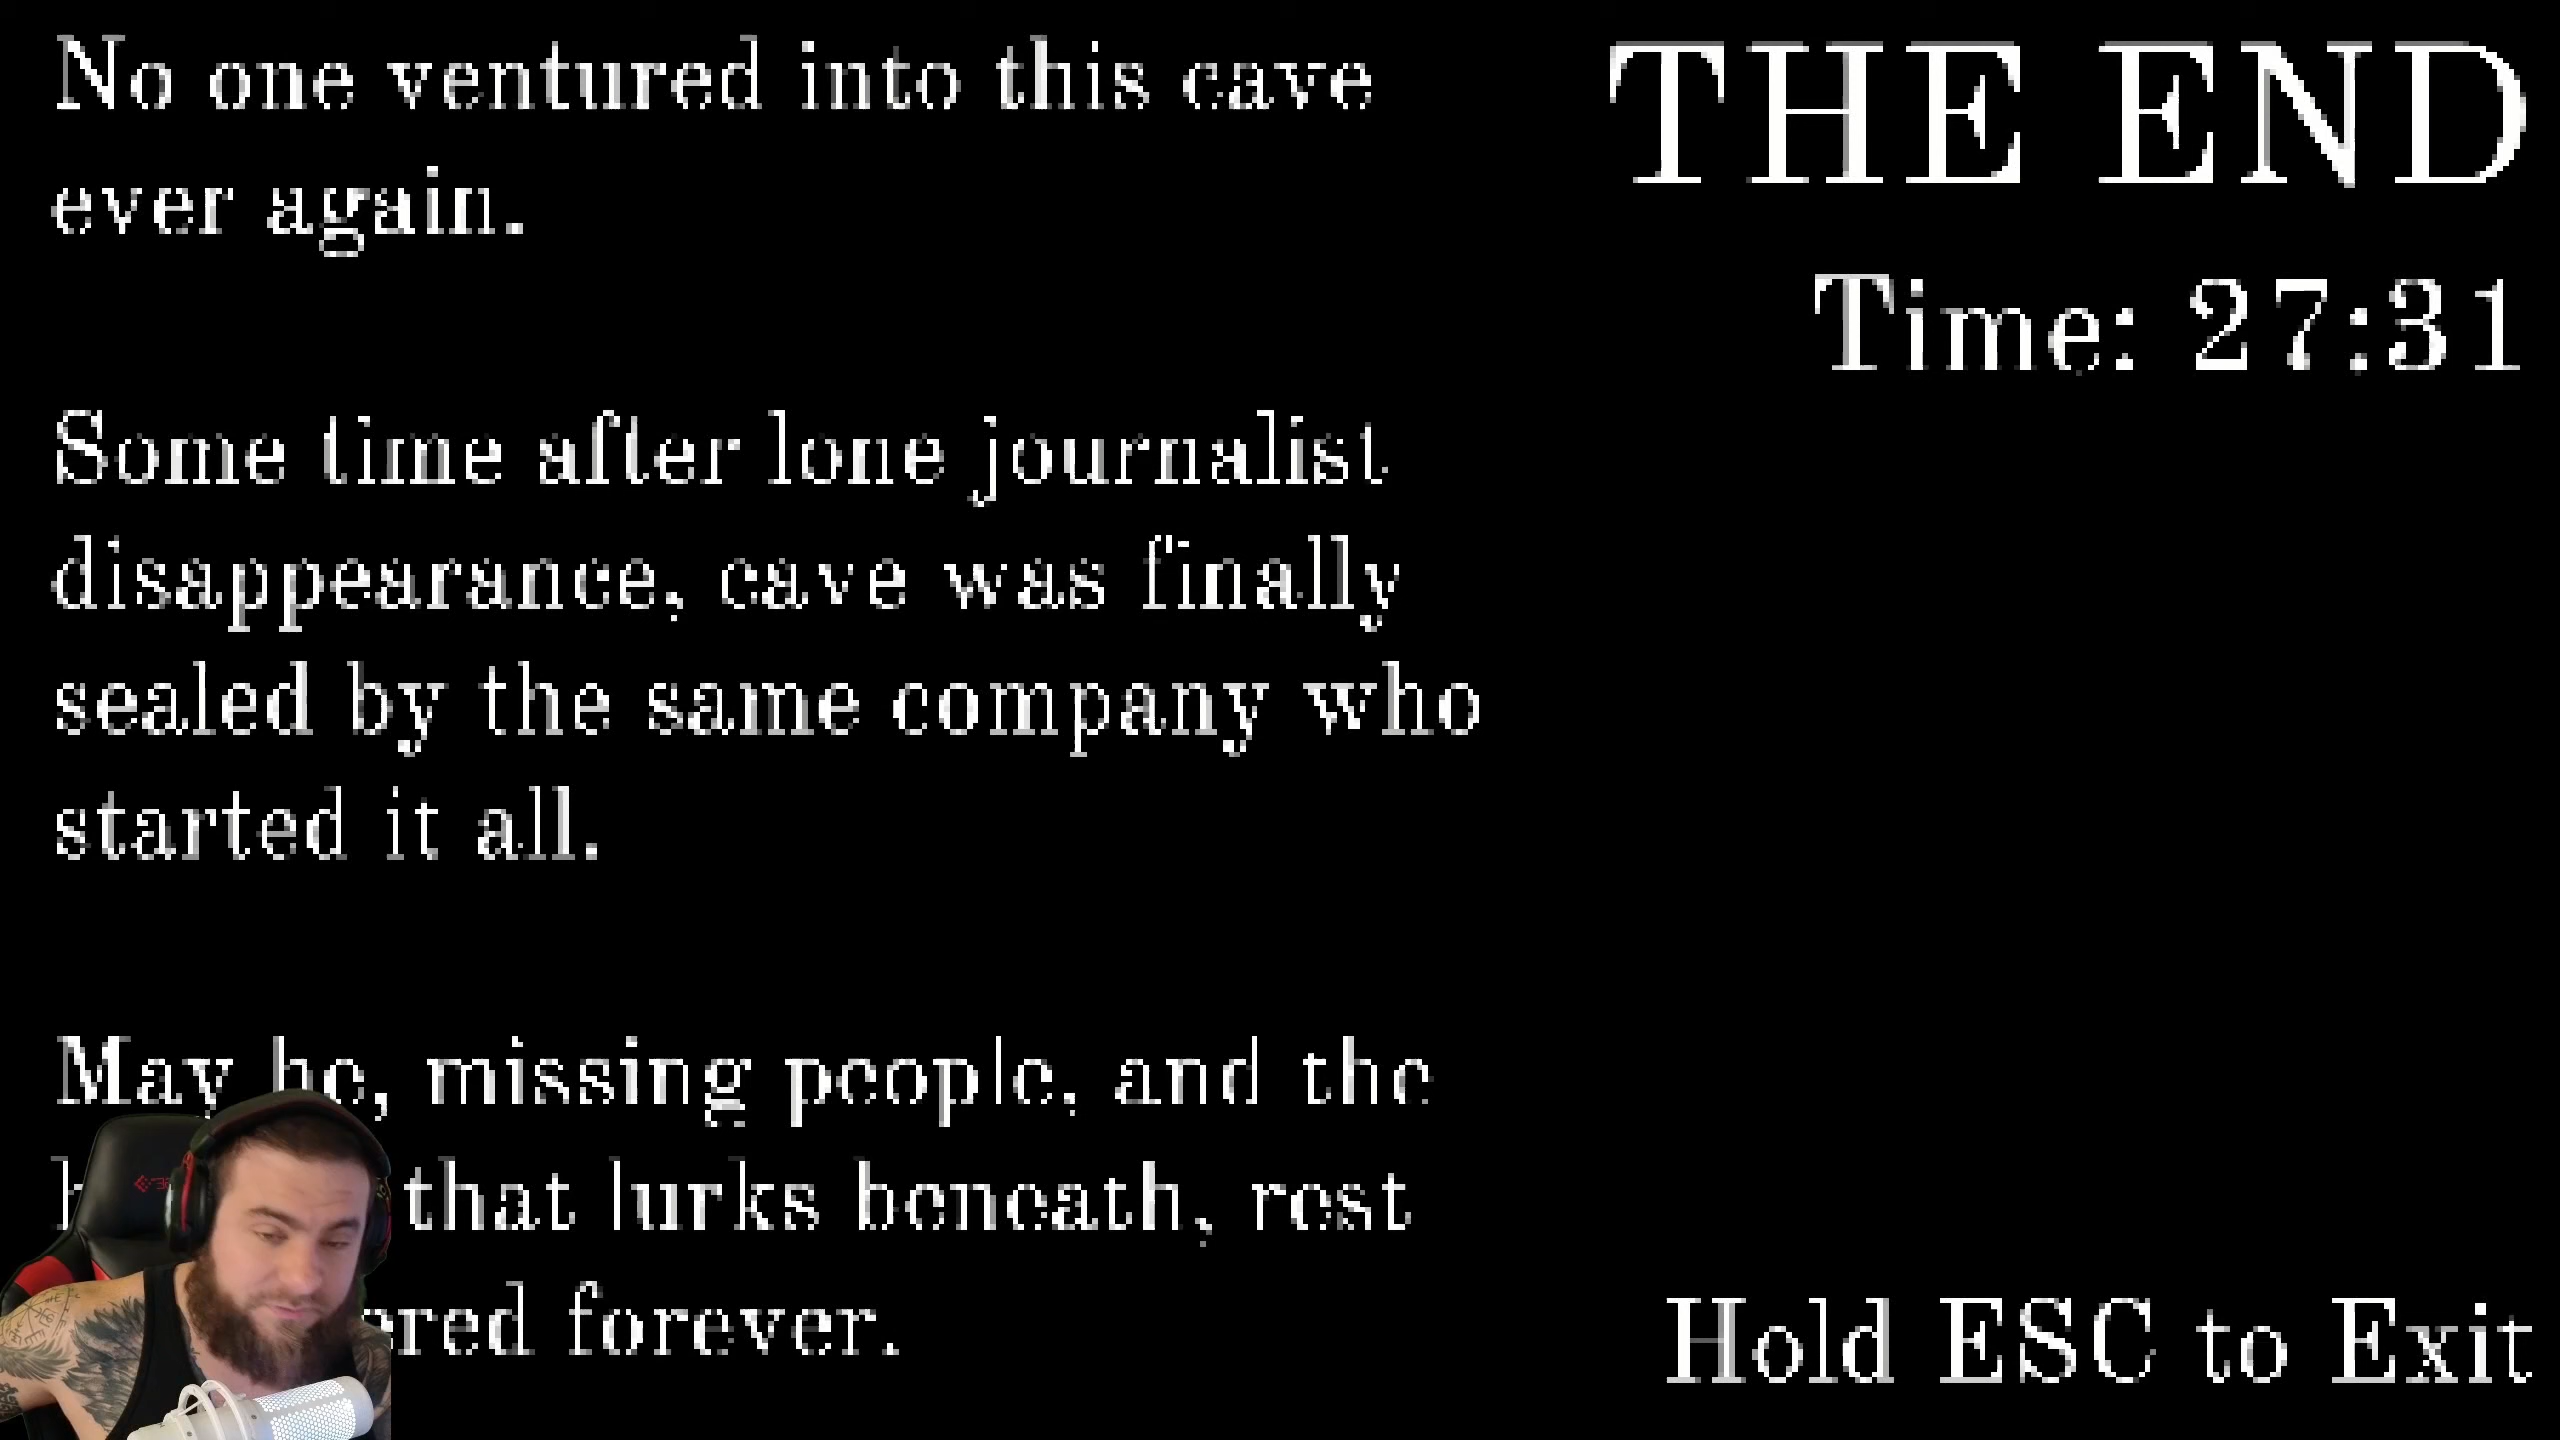 No one ventured into this cave
ever again.
Some time after lone journalist
disappearance, cave was finally
sealed by the same company who
started it all.
May he, missing people, and the
that lurks beneath, rest
forever.
THE END
Time: 27:31
Hold ESC to Exit